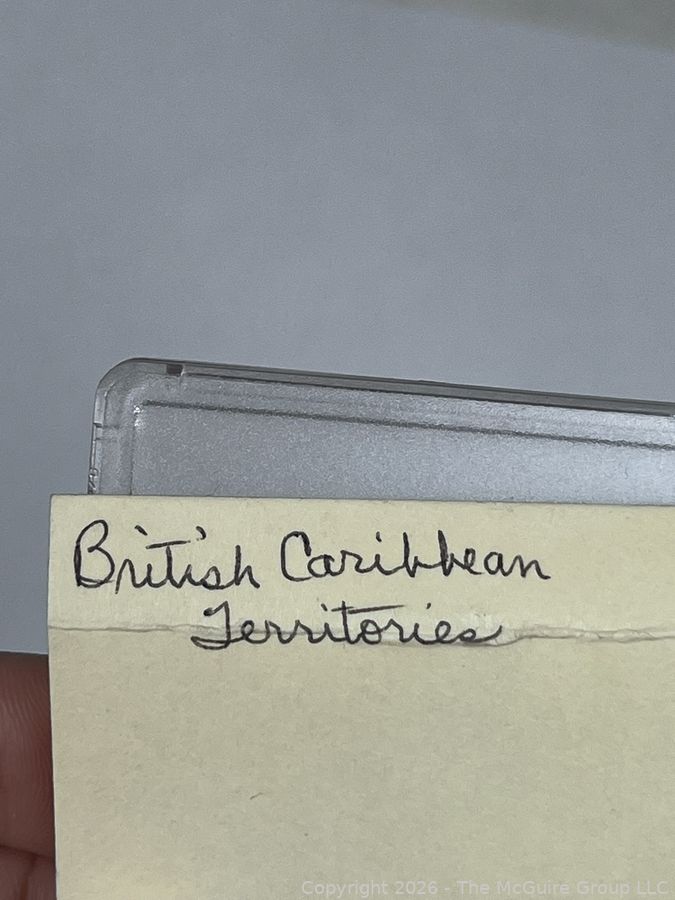 British Caribbean
Territories
Copyright 2026 - The McGuire Group LLC